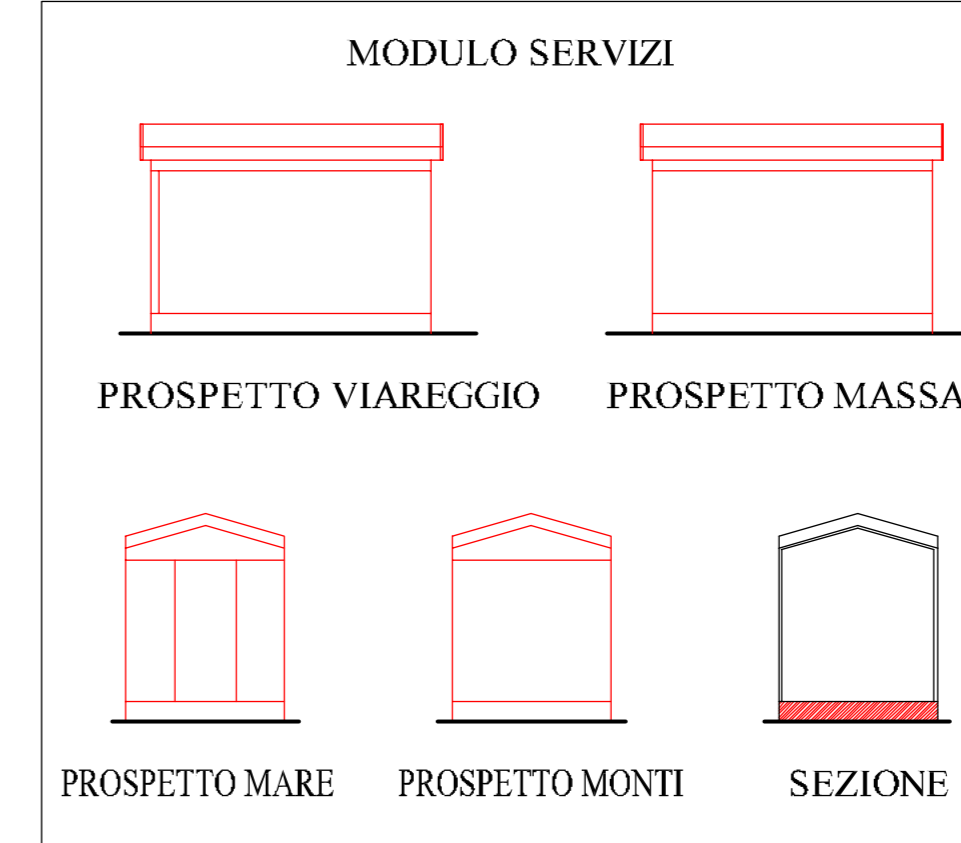 MODULO SERVIZI
PROSPETTO VIAREGGIO
PROSPETTO MASSA
PROSPETTO MARE
PROSPETTO MONTI
SEZIONE